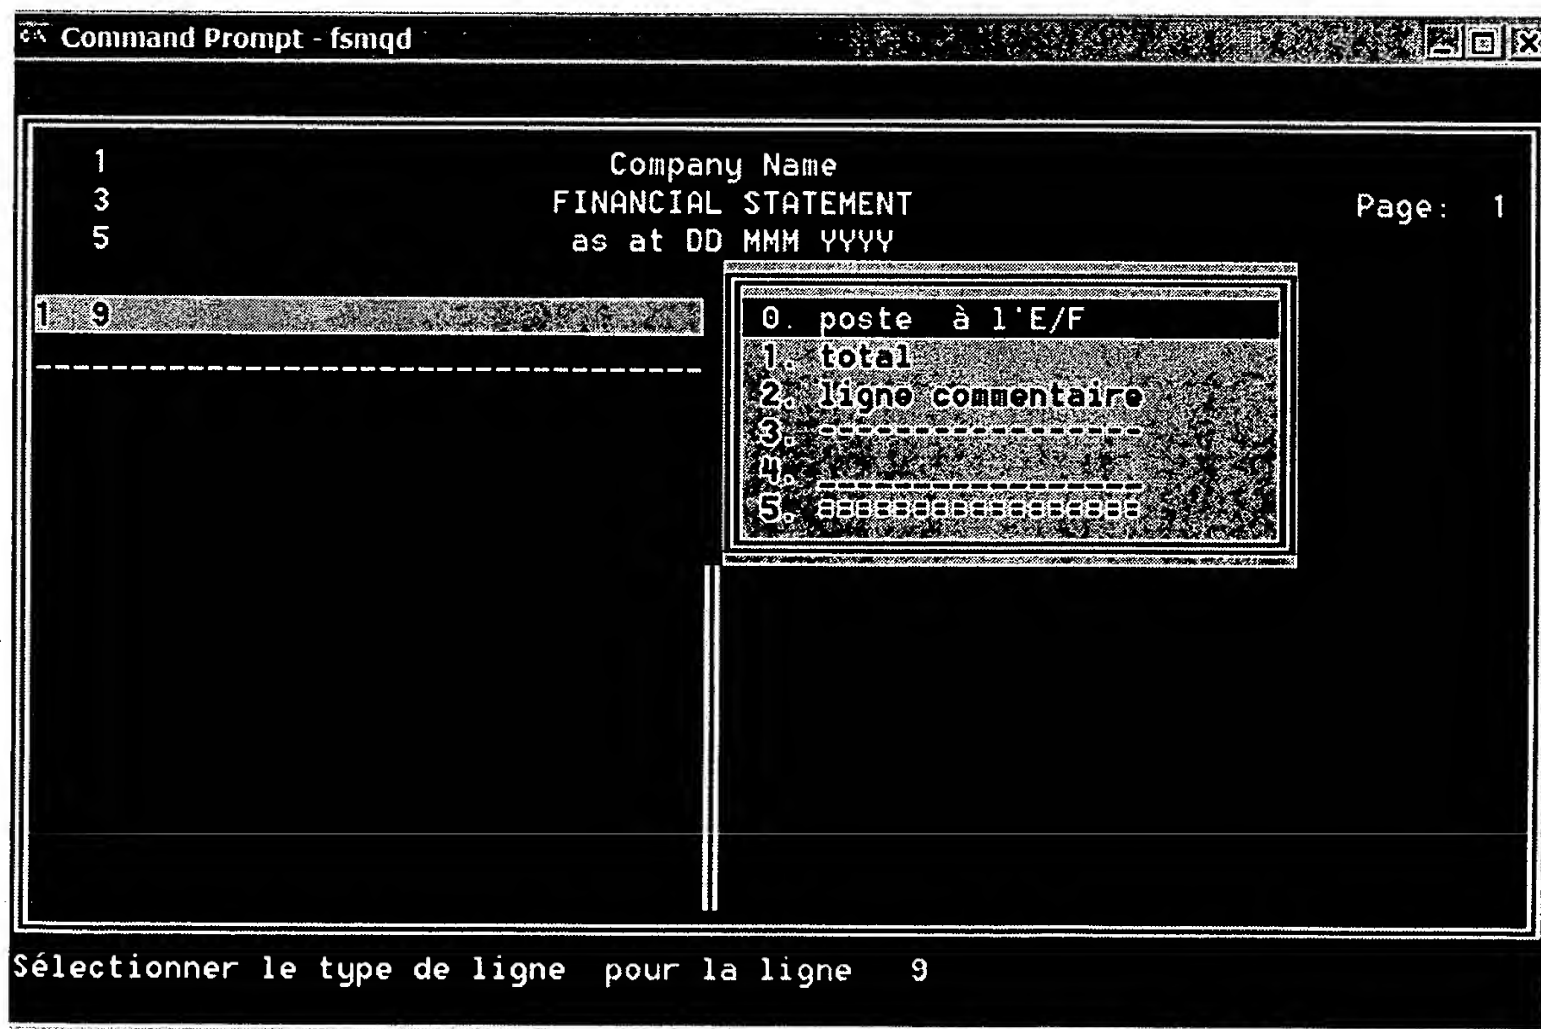 Command Prompt - fsmqd
1 Company Name
3 FINANCIAL STATEMENT Page: 1
5 as at DD MMM YYYY
1 9
0. poste à l'E/F
1. total
2. ligne commentaire
3. -----------------
4. _________________
5. =================
Sélectionner le type de ligne pour la ligne 9